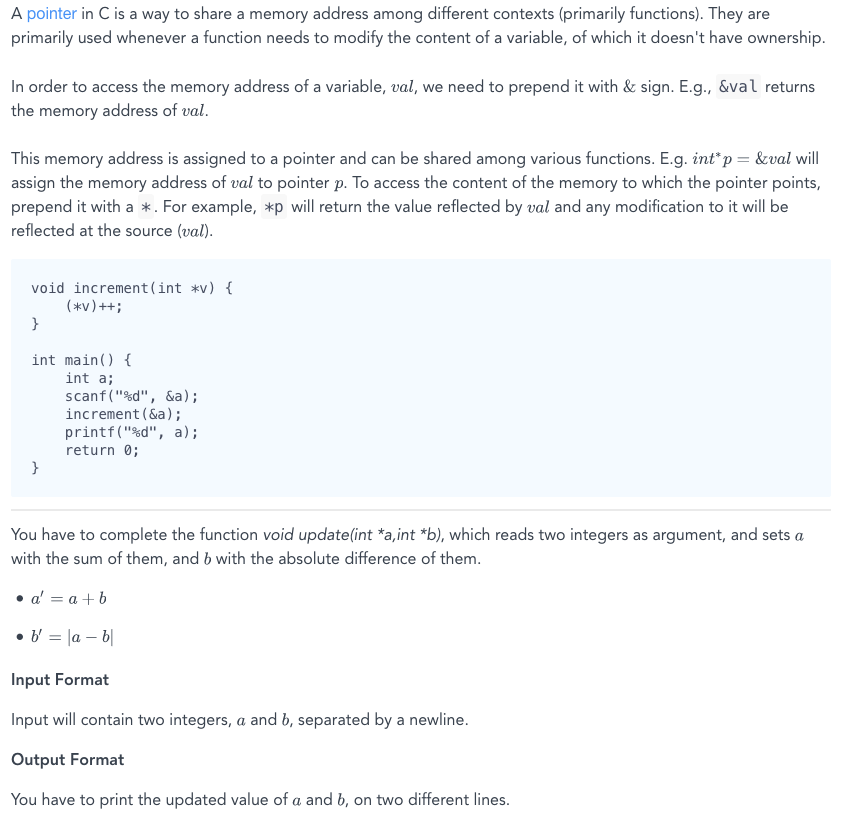 A pointer in C is a way to share a memory address among different contexts (primarily functions). They are
primarily used whenever a function needs to modify the content of a variable, of which it doesn't have ownership.
In order to access the memory address of a variable, val, we need to prepend it with & sign. E.g., &val returns
the memory address of val.
This memory address is assigned to a pointer and can be shared among various functions. E.g. int*p = &val will
assign the memory address of val to pointer p. To access the content of the memory to which the pointer points,
prepend it with a *. For example, *p will return the value reflected by val and any modification to it will be
reflected at the source (val).
void increment(int *v) {
    (*v)++;
}
int main() {
    int a;
    scanf("%d", &a);
    increment(&a);
    printf("%d", a);
    return 0;
}
You have to complete the function void update(int *a,int *b), which reads two integers as argument, and sets a
with the sum of them, and b with the absolute difference of them.
• a′ = a + b
• b′ = |a − b|
Input Format
Input will contain two integers, a and b, separated by a newline.
Output Format
You have to print the updated value of a and b, on two different lines.